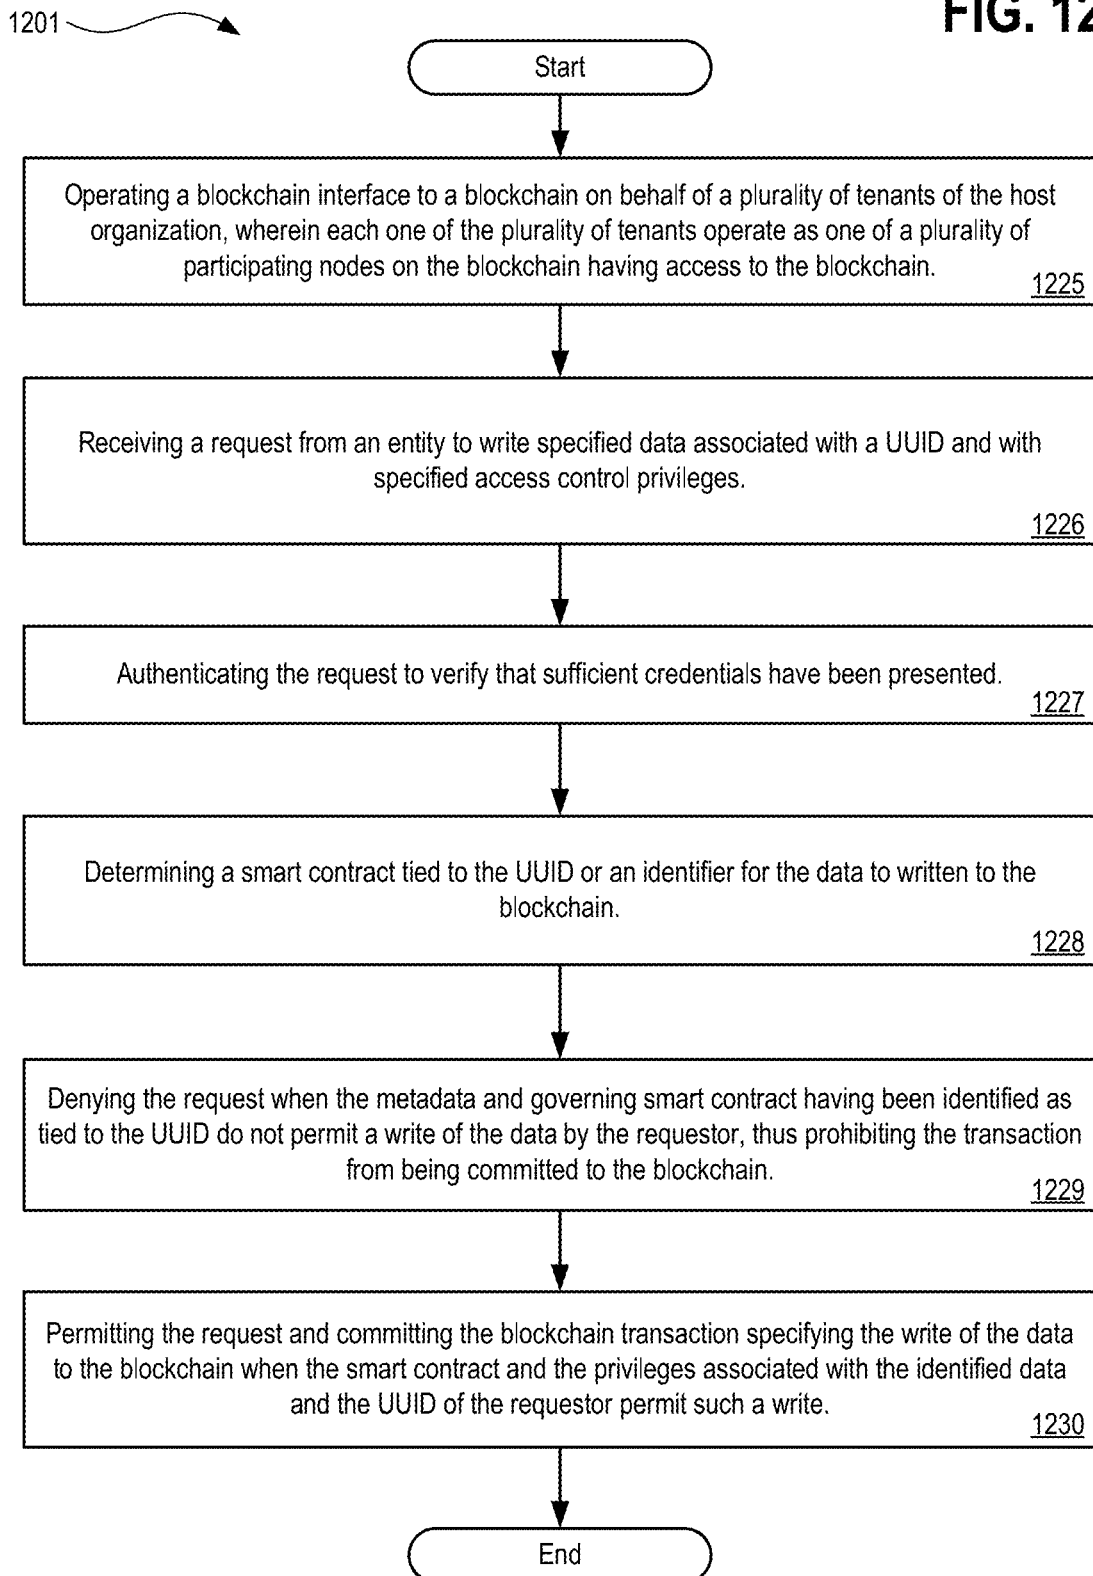 1201
FIG. 12
Start
Operating a blockchain interface to a blockchain on behalf of a plurality of tenants of the host
organization, wherein each one of the plurality of tenants operate as one of a plurality of
participating nodes on the blockchain having access to the blockchain.
1225
Receiving a request from an entity to write specified data associated with a UUID and with
specified access control privileges.
1226
Authenticating the request to verify that sufficient credentials have been presented.
1227
Determining a smart contract tied to the UUID or an identifier for the data to written to the
blockchain.
1228
Denying the request when the metadata and governing smart contract having been identified as
tied to the UUID do not permit a write of the data by the requestor, thus prohibiting the transaction
from being committed to the blockchain.
1229
Permitting the request and committing the blockchain transaction specifying the write of the data
to the blockchain when the smart contract and the privileges associated with the identified data
and the UUID of the requestor permit such a write.
1230
End